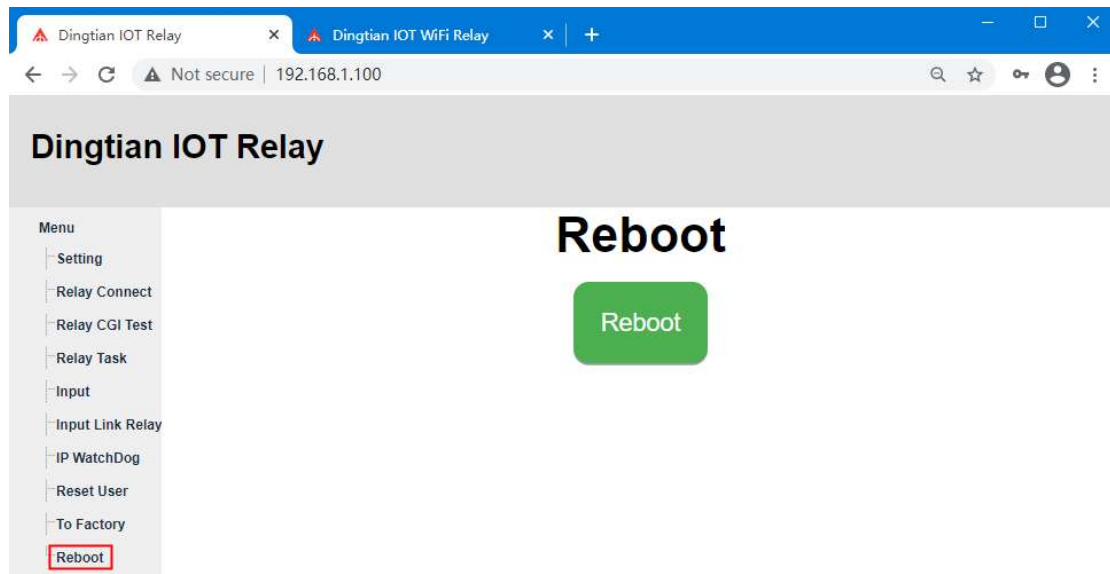 Dingtian IOT Relay
Dingtian IOT WiFi Relay
Not secure | 192.168.1.100
Dingtian IOT Relay
Menu
Setting
Relay Connect
Relay CGI Test
Relay Task
Input
Input Link Relay
IP WatchDog
Reset User
To Factory
Reboot
Reboot
Reboot